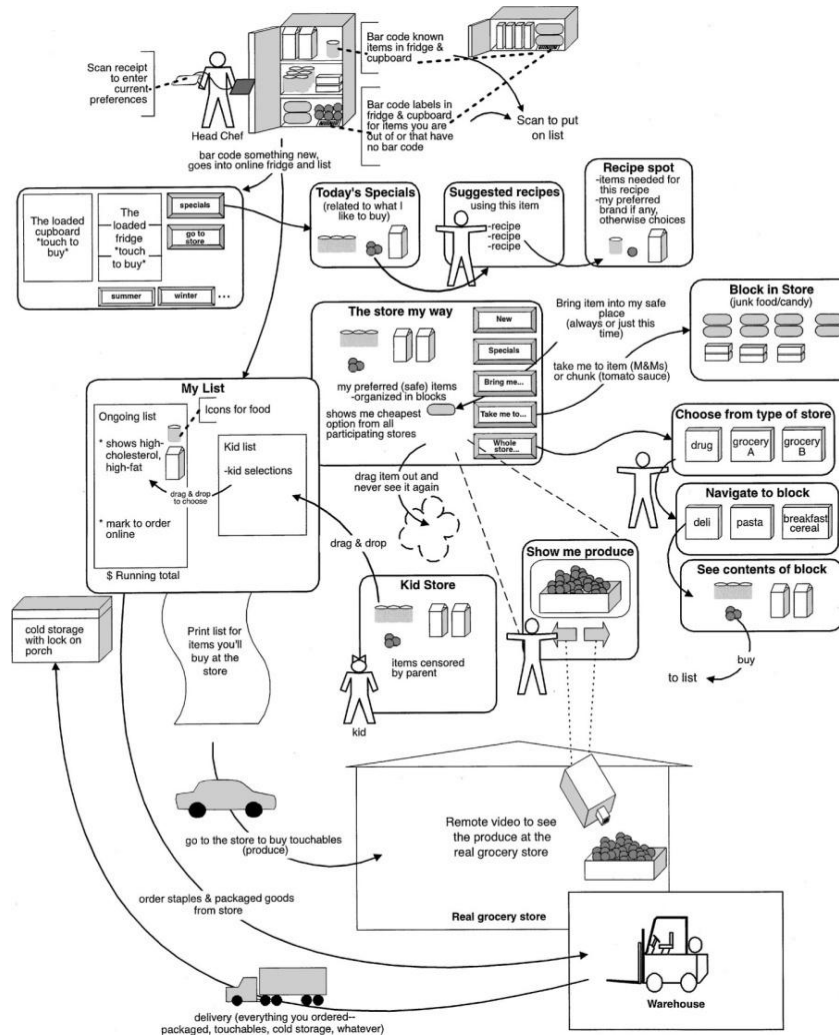 Scan receipt
to enter
current
preferences
Head Chef
Bar code known
items in fridge &
cupboard
Bar code labels in
fridge & cupboard
for items you are
out of or that have
no bar code
Scan to put
on list
bar code something new,
goes into online fridge and list
The loaded
cupboard
*touch to
buy*
The
loaded
fridge
*touch
to buy*
specials
go to
store
summer
winter
...
Today's Specials
(related to what I
like to buy)
Suggested recipes
using this item
-recipe
-recipe
-recipe
Recipe spot
-items needed for
this recipe
-my preferred
brand if any,
otherwise choices
The store my way
my preferred (safe) items
-organized in blocks
shows me cheapest
option from all
participating stores
New
Specials
Bring me...
Take me to...
Whole
store...
Bring item into my safe
place
(always or just this
time)
take me to item (M&Ms)
or chunk (tomato sauce)
Block in Store
(junk food/candy)
My List
Ongoing list
* shows high-
cholesterol,
high-fat
* mark to order
online
Icons for food
Kid list
-kid selections
drag & drop
to choose
$ Running total
drag item out and
never see it again
drag & drop
Choose from type of store
drug
grocery
A
grocery
B
Navigate to block
deli
pasta
breakfast
cereal
See contents of block
buy
to list
Show me produce
Kid Store
items censored
by parent
kid
cold storage
with lock on
porch
Print list for
items you'll
buy at the
store
go to the store to buy touchables
(produce)
Remote video to see
the produce at the
real grocery store
Real grocery store
order staples & packaged goods
from store
Warehouse
delivery (everything you ordered--
packaged, touchables, cold storage, whatever)